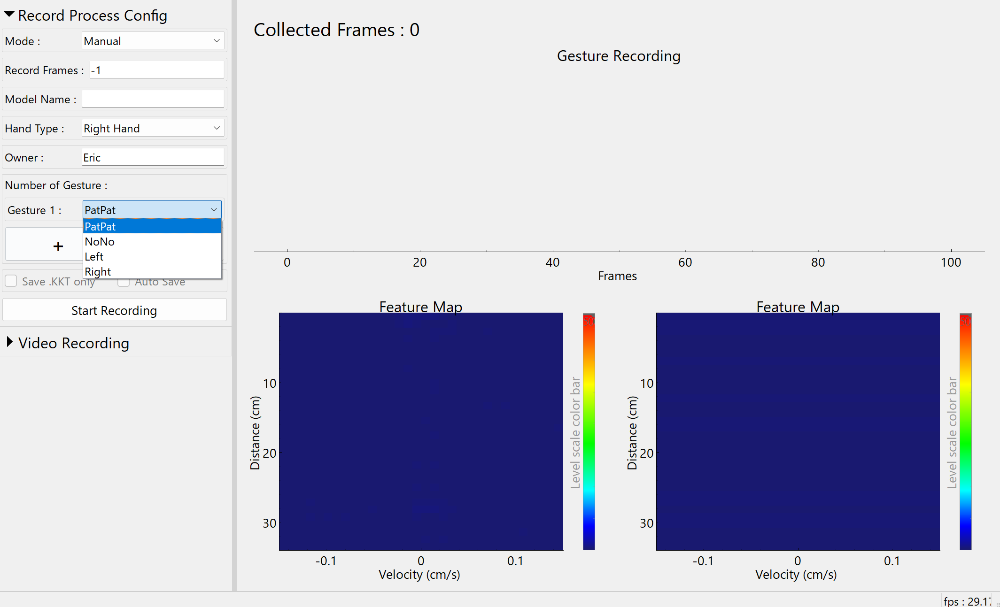 Record Process Config
Mode :
Manual
Record Frames :
-1
Model Name :
Hand Type :
Right Hand
Owner :
Eric
Number of Gesture :
Gesture 1 :
PatPat
PatPat
NoNo
Left
Right
+
Save .KKT only
Auto Save
Start Recording
Video Recording
Collected Frames : 0
Gesture Recording
0 20 40 60 80 100
Frames
Feature Map
10
20
30
Distance (cm)
-0.1 0 0.1
Velocity (cm/s)
50
Level scale color bar
Feature Map
10
20
30
Distance (cm)
-0.1 0 0.1
Velocity (cm/s)
50
Level scale color bar
fps : 29.1